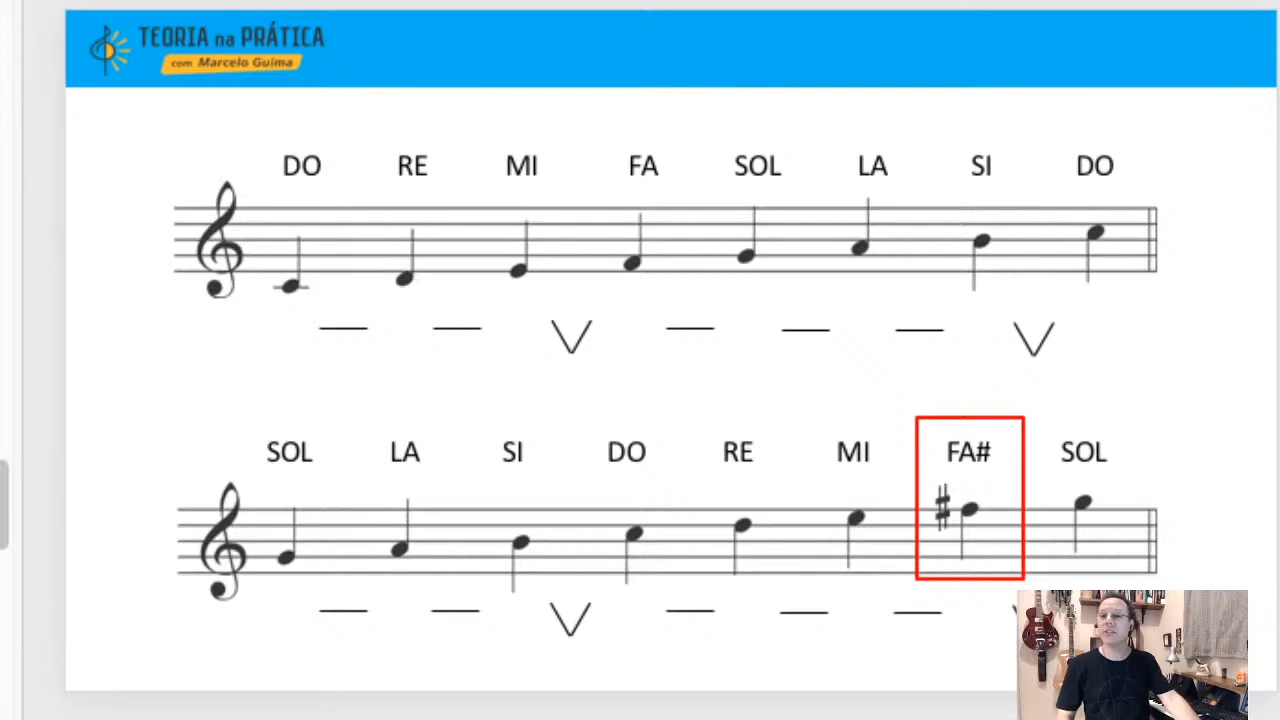 TEORIA na PRÁTICA
com Marcelo Guima
DO RE MI FA SOL LA SI DO
SOL LA SI DO RE MI FA# SOL